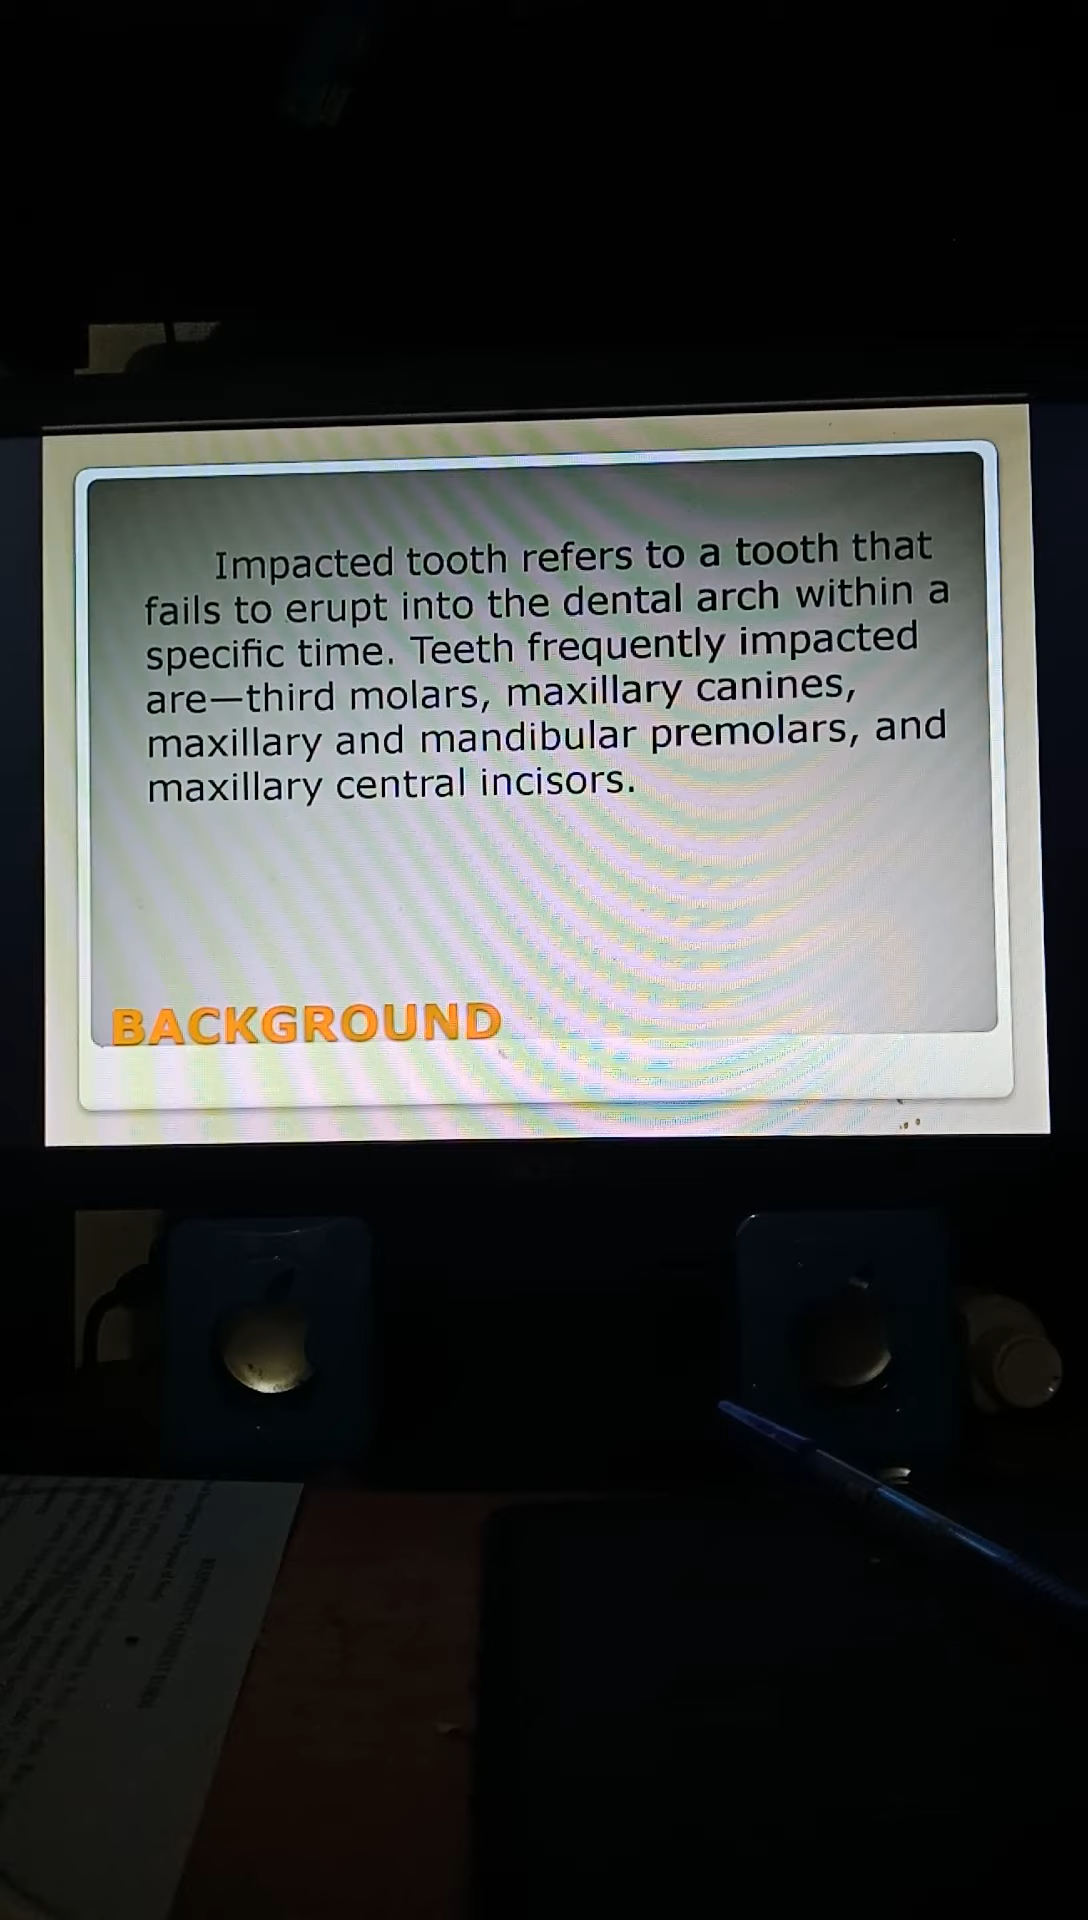 Impacted tooth refers to a tooth that
fails to erupt into the dental arch within a
specific time. Teeth frequently impacted
are—third molars, maxillary canines,
maxillary and mandibular premolars, and
maxillary central incisors.
BACKGROUND